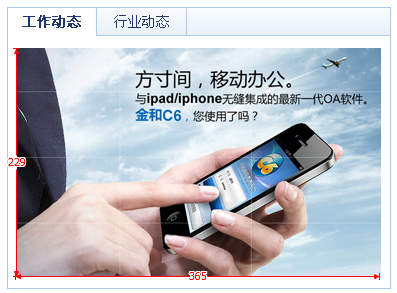 工作动态
行业动态
方寸间，移动办公。
与ipad/iphone无缝集成的最新一代OA软件。
金和C6，您使用了吗？
C6
229
365